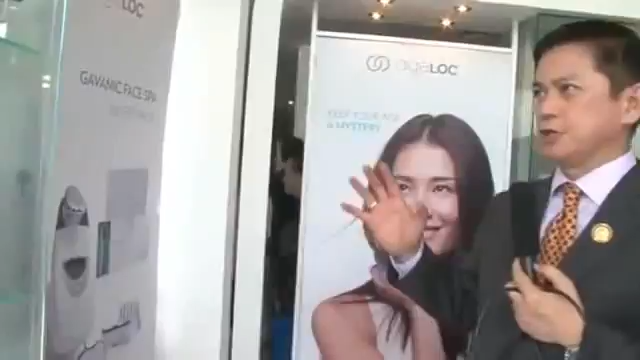 LOC
GAVANIC FACE SPA
ageLOC
KEEP YOUR AGE
A MYSTERY